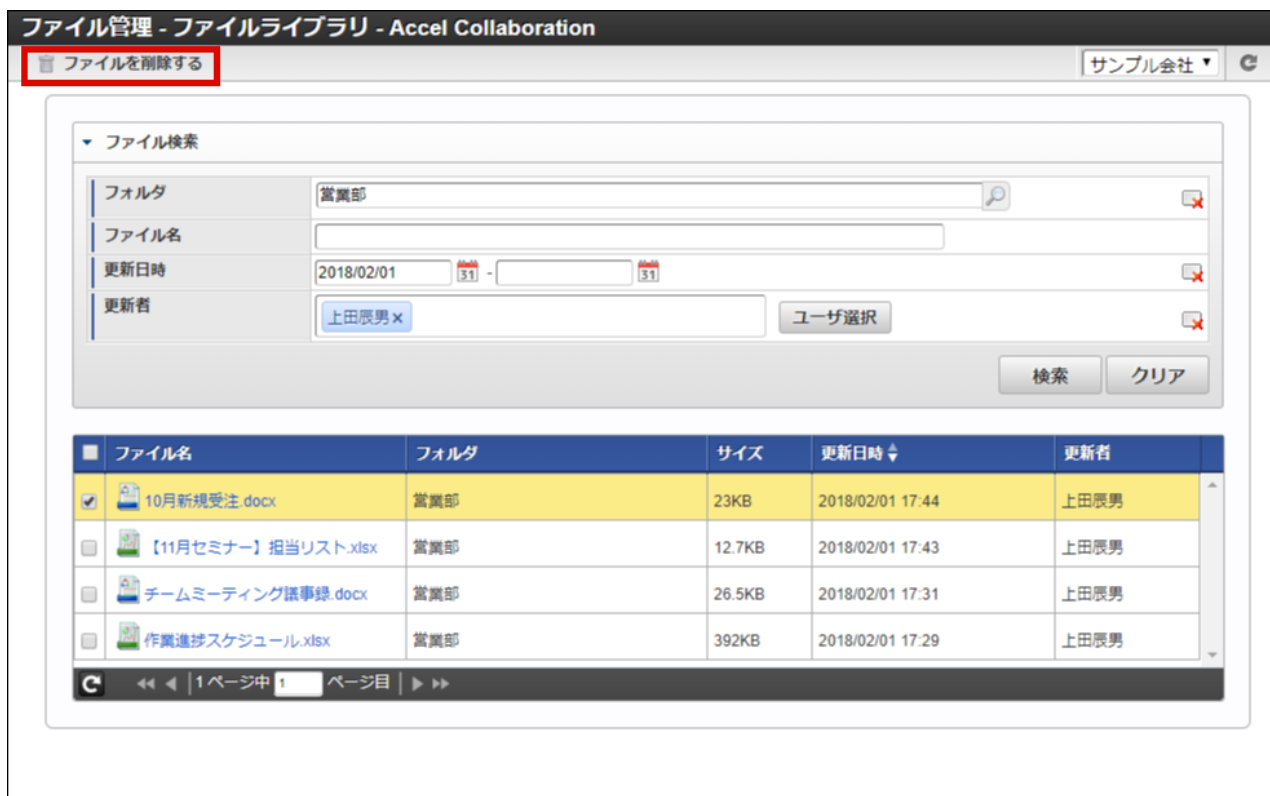 ファイル管理 - ファイルライブラリ - Accel Collaboration
ファイルを削除する サンプル会社
ファイル検索
フォルダ 営業部
ファイル名
更新日時 2018/02/01 31 - 31
更新者 上田辰男× ユーザ選択
検索 クリア
ファイル名 フォルダ サイズ 更新日時 更新者
10月新規受注.docx 営業部 23KB 2018/02/01 17:44 上田辰男
【11月セミナー】担当リスト.xlsx 営業部 12.7KB 2018/02/01 17:43 上田辰男
チームミーティング議事録.docx 営業部 26.5KB 2018/02/01 17:31 上田辰男
作業進捗スケジュール.xlsx 営業部 392KB 2018/02/01 17:29 上田辰男
1ページ中 1 ページ目